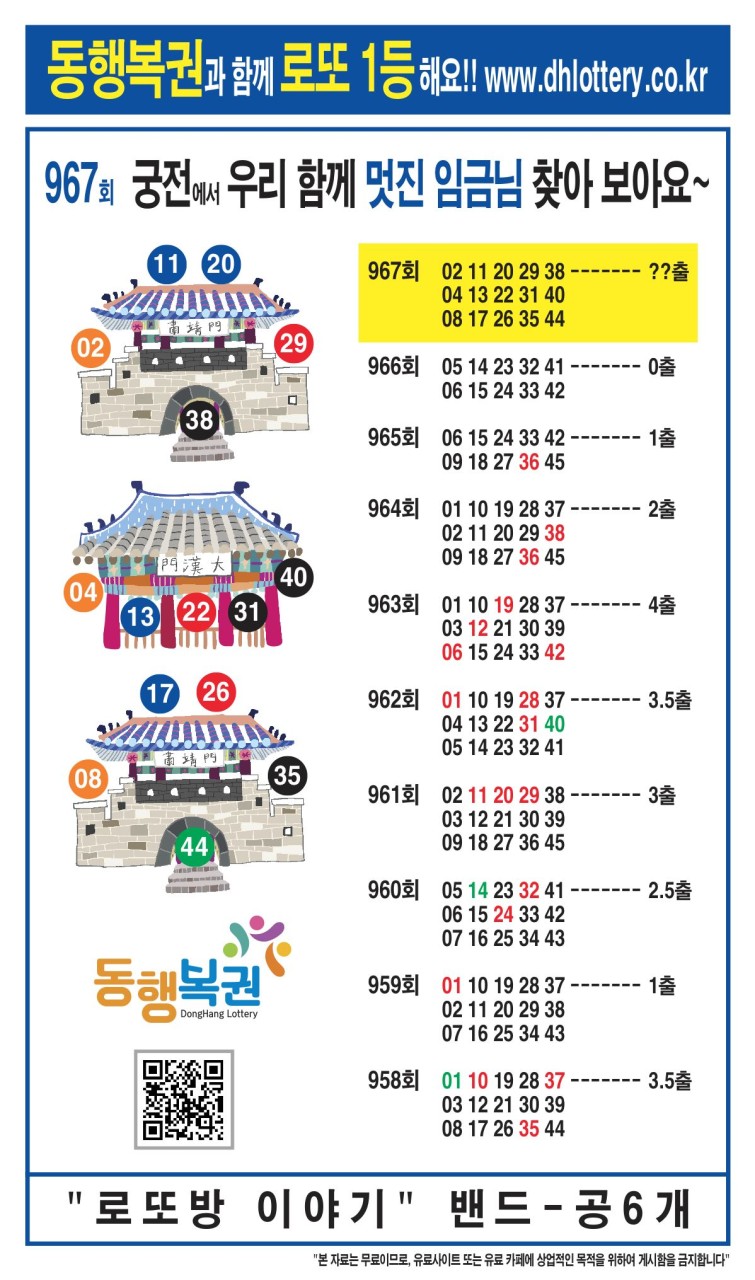 동행복권과 함께 로또 1등 해요!! www.dhlottery.co.kr
967회 궁전에서 우리 함께 멋진 임금님 찾아 보아요~
11 20
門靖肅
02 29
38
門漢大
04 40
13 22 31
17 26
門靖肅
08 35
44
동행복권
DongHang Lottery
967회 02 11 20 29 38 ------- ??출
04 13 22 31 40
08 17 26 35 44
966회 05 14 23 32 41 ------- 0출
06 15 24 33 42
965회 06 15 24 33 42 ------- 1출
09 18 27 36 45
964회 01 10 19 28 37 ------- 2출
02 11 20 29 38
09 18 27 36 45
963회 01 10 19 28 37 ------- 4출
03 12 21 30 39
06 15 24 33 42
962회 01 10 19 28 37 ------- 3.5출
04 13 22 31 40
05 14 23 32 41
961회 02 11 20 29 38 ------- 3출
03 12 21 30 39
09 18 27 36 45
960회 05 14 23 32 41 ------- 2.5출
06 15 24 33 42
07 16 25 34 43
959회 01 10 19 28 37 ------- 1출
02 11 20 29 38
07 16 25 34 43
958회 01 10 19 28 37 ------- 3.5출
03 12 21 30 39
08 17 26 35 44
"로또방 이야기" 밴드-공6개
"본 자료는 무료이므로, 유료사이트 또는 유료 카페에 상업적인 목적을 위하여 게시함을 금지합니다"